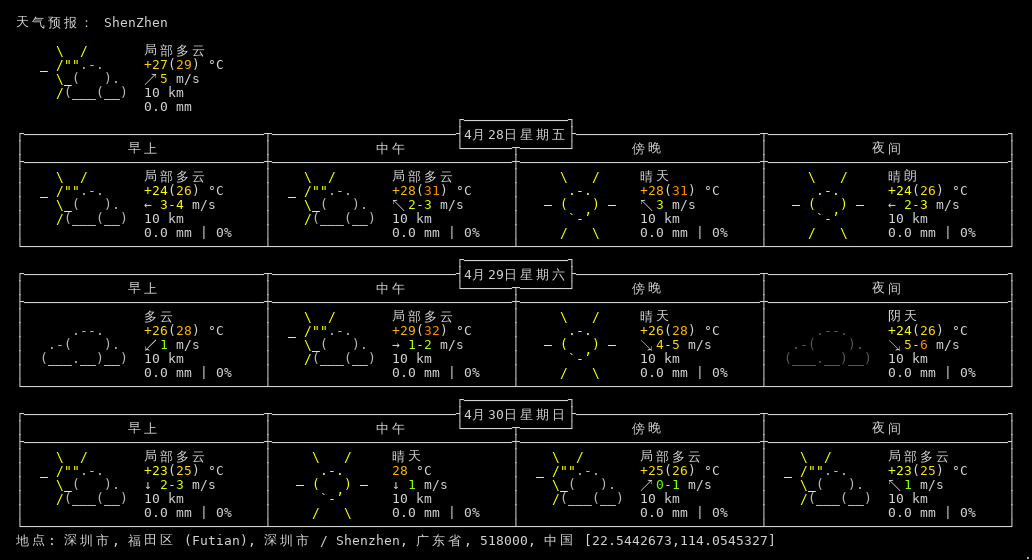 天气预报： ShenZhen
局部多云
+27(29) °C
↗ 5 m/s
10 km
0.0 mm
4月28日星期五
早上 中午 傍晚 夜间
局部多云 局部多云 晴天 晴朗
+24(26) °C +28(31) °C +28(31) °C +24(26) °C
← 3-4 m/s ↖ 2-3 m/s ↖ 3 m/s ← 2-3 m/s
10 km 10 km 10 km 10 km
0.0 mm | 0% 0.0 mm | 0% 0.0 mm | 0% 0.0 mm | 0%
4月29日星期六
早上 中午 傍晚 夜间
多云 局部多云 晴天 阴天
+26(28) °C +29(32) °C +26(28) °C +24(26) °C
↙ 1 m/s → 1-2 m/s ↘ 4-5 m/s ↘ 5-6 m/s
10 km 10 km 10 km 10 km
0.0 mm | 0% 0.0 mm | 0% 0.0 mm | 0% 0.0 mm | 0%
4月30日星期日
早上 中午 傍晚 夜间
局部多云 晴天 局部多云 局部多云
+23(25) °C 28 °C +25(26) °C +23(25) °C
↓ 2-3 m/s ↓ 1 m/s ↗ 0-1 m/s ↖ 1 m/s
10 km 10 km 10 km 10 km
0.0 mm | 0% 0.0 mm | 0% 0.0 mm | 0% 0.0 mm | 0%
地点: 深圳市, 福田区 (Futian), 深圳市 / Shenzhen, 广东省, 518000, 中国 [22.5442673,114.0545327]